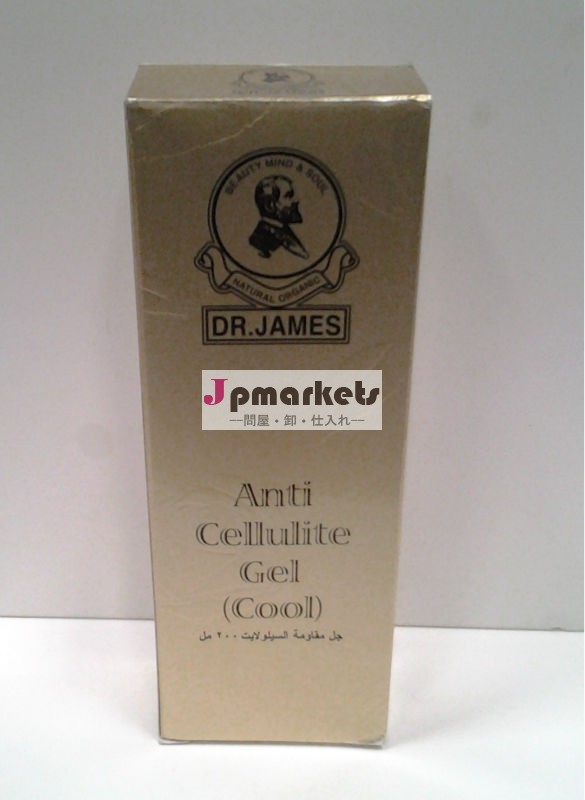 BEAUTY MIND & SOUL
NATURAL ORGANIC
DR.JAMES
Jpmarkets
—問屋・卸・仕入れ—
Anti
Cellulite
Gel
(Cool)
جل مقاومة السيلولايت ٢٠٠ مل